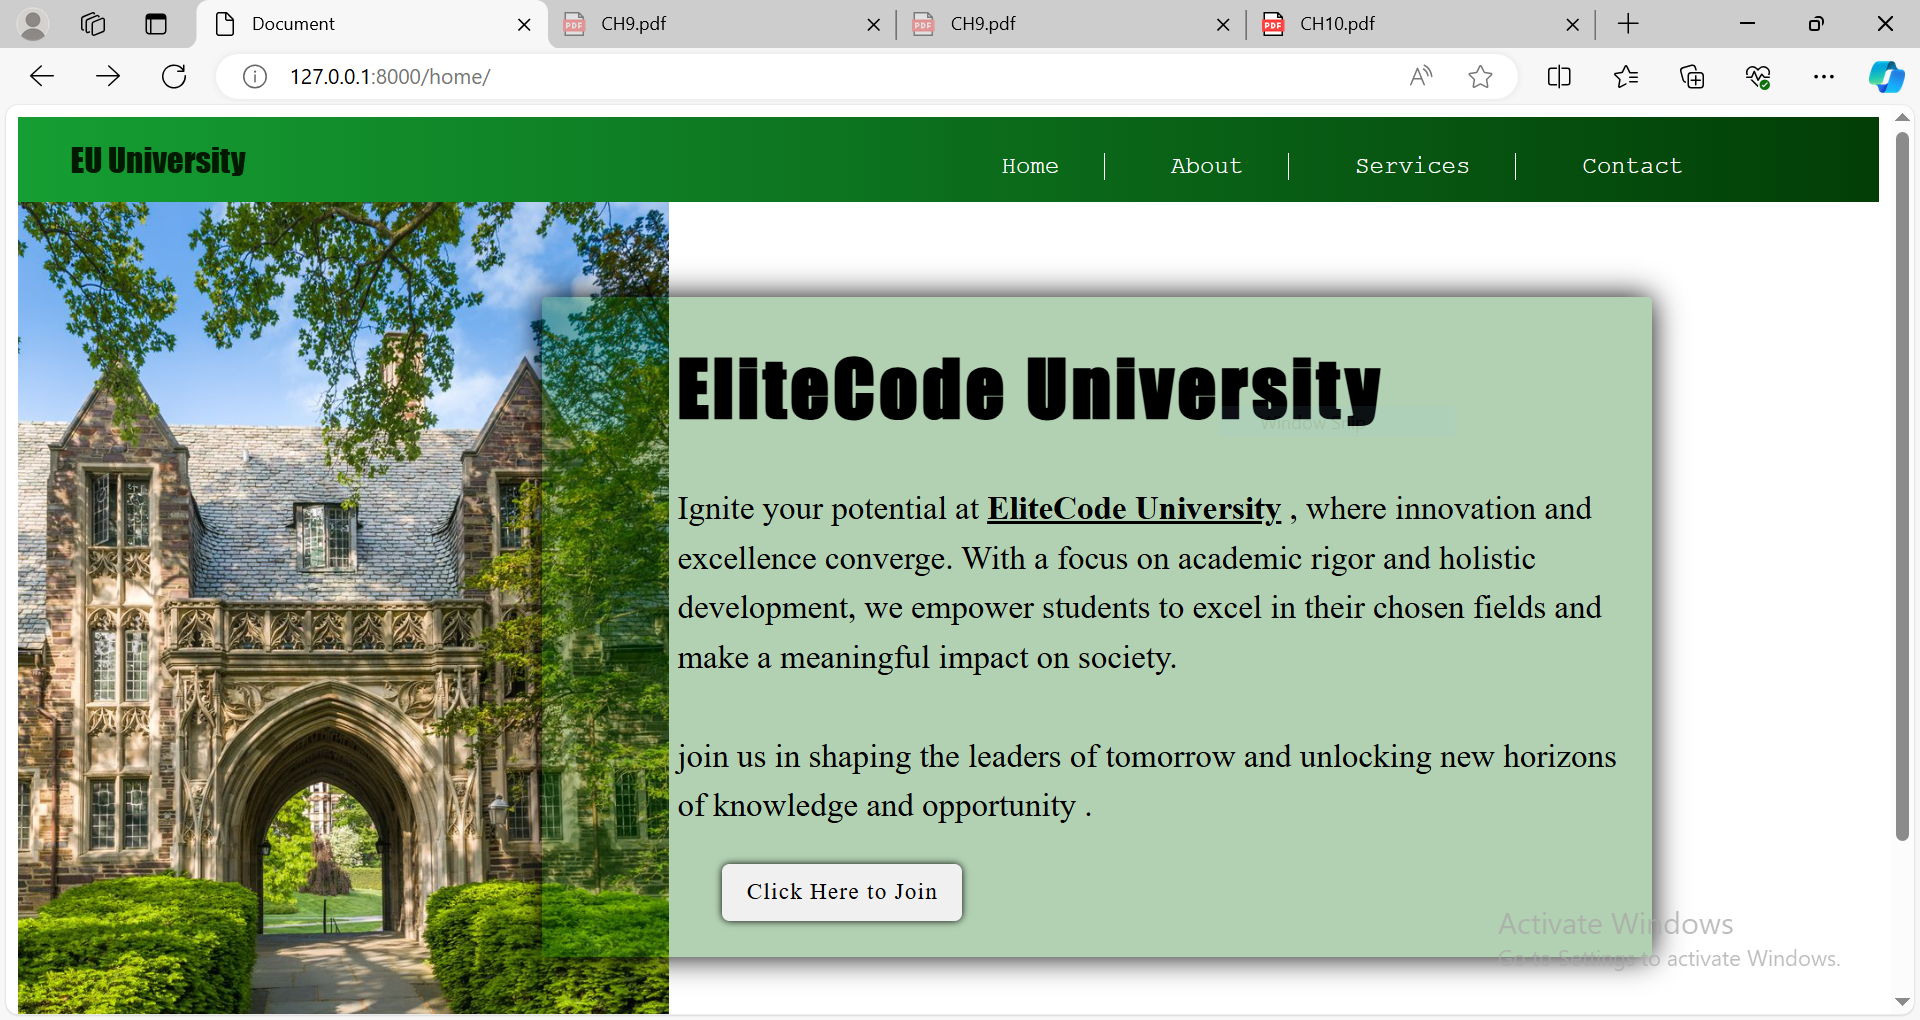 Document
CH9.pdf
CH9.pdf
CH10.pdf
127.0.0.1:8000/home/
EU University
Home
About
Services
Contact
EliteCode University
Ignite your potential at EliteCode University , where innovation and
excellence converge. With a focus on academic rigor and holistic
development, we empower students to excel in their chosen fields and
make a meaningful impact on society.
join us in shaping the leaders of tomorrow and unlocking new horizons
of knowledge and opportunity .
Click Here to Join
Activate Windows
Go to Settings to activate Windows.